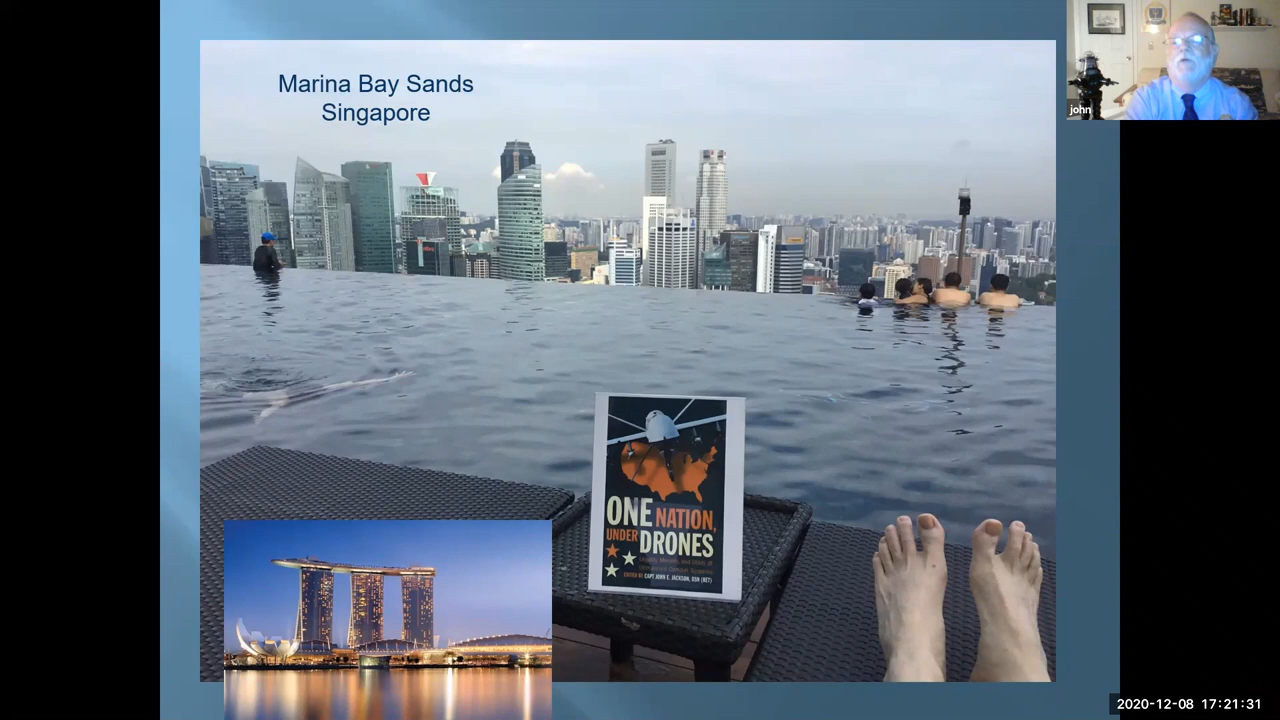 Marina Bay Sands
Singapore
john
ONE NATION,
UNDER DRONES
EDITED BY CAPT JOHN E. JACKSON, USN (RET)
2020-12-08 17:21:31